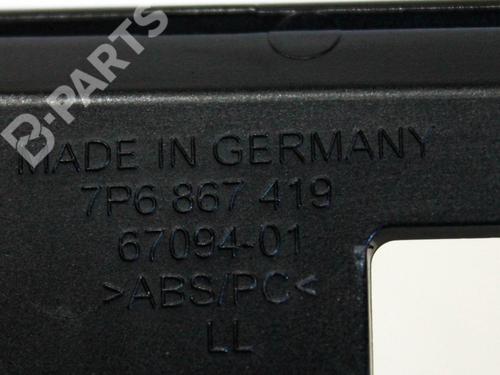 B-PARTS
MADE IN GERMANY
7P6 867 419
67094-01
>ABS/PC<
LL